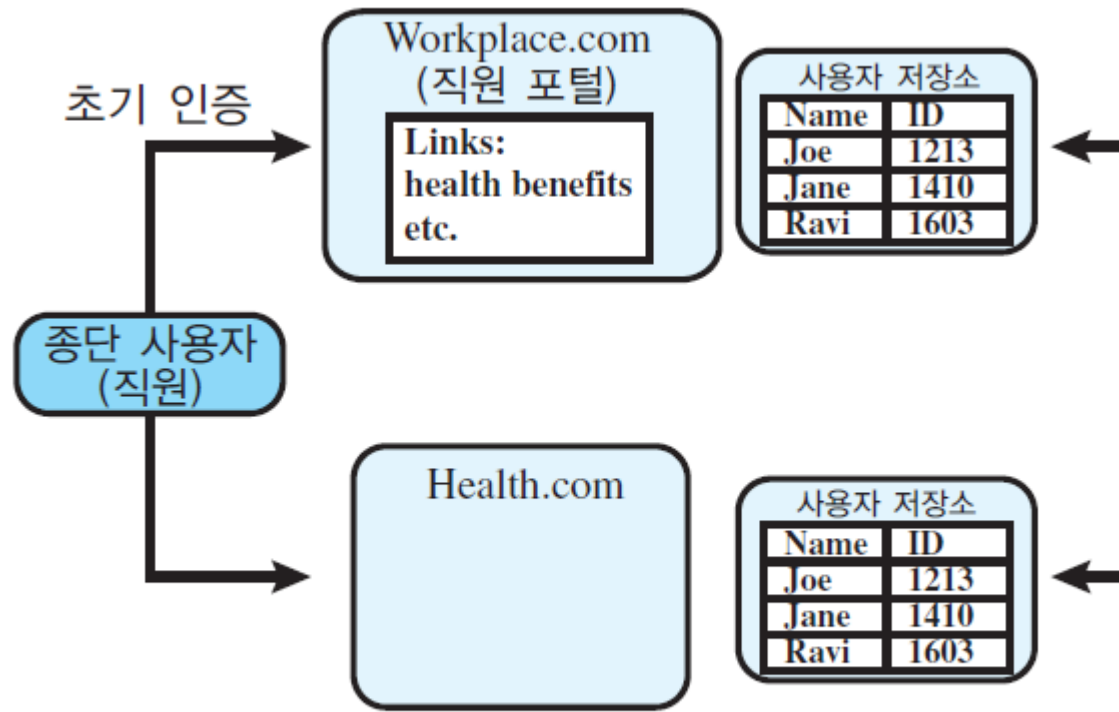 초기 인증
Workplace.com
(직원 포털)
Links:
health benefits
etc.
사용자 저장소
Name ID
Joe 1213
Jane 1410
Ravi 1603
종단 사용자
(직원)
Health.com
사용자 저장소
Name ID
Joe 1213
Jane 1410
Ravi 1603